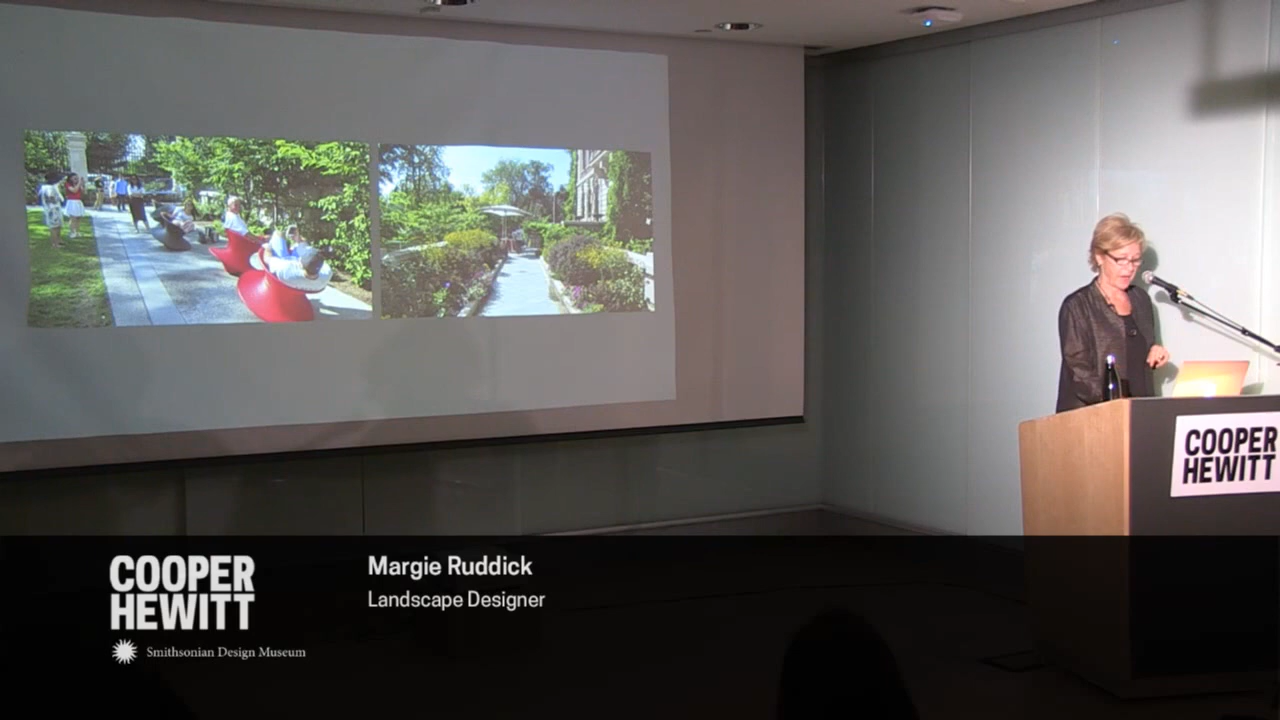 COOPER
HEWITT
COOPER
HEWITT
Smithsonian Design Museum
Margie Ruddick
Landscape Designer